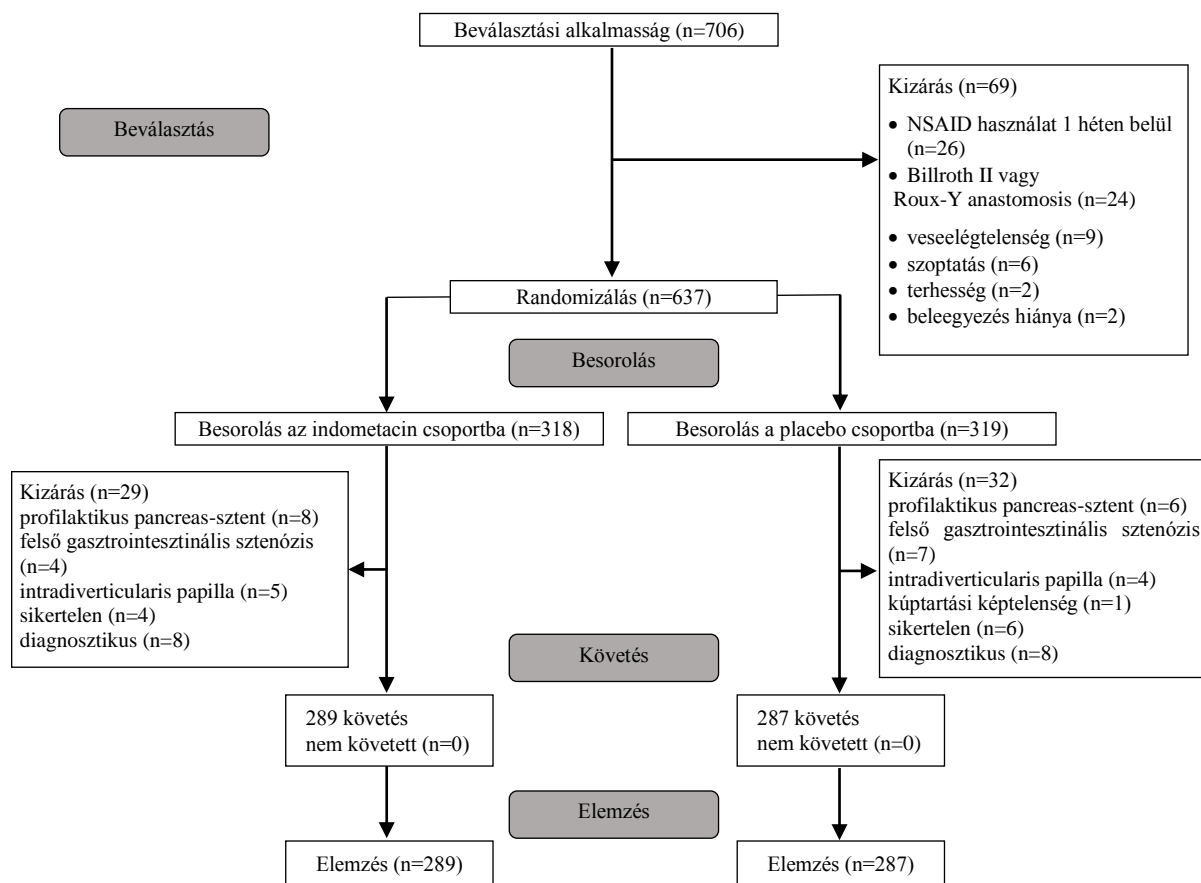 Beválasztási alkalmasság (n=706)
Beválasztás
Kizárás (n=69)
• NSAID használat 1 héten belül
(n=26)
• Billroth II vagy
Roux-Y anastomosis (n=24)
• veseelégtelenség (n=9)
• szoptatás (n=6)
• terhesség (n=2)
• beleegyezés hiánya (n=2)
Randomizálás (n=637)
Besorolás
Besorolás az indometacin csoportba (n=318)
Besorolás a placebo csoportba (n=319)
Kizárás (n=29)
profilaktikus pancreas-sztent (n=8)
felső gasztrointesztinális sztenózis
(n=4)
intradiverticularis papilla (n=5)
sikertelen (n=4)
diagnosztikus (n=8)
Kizárás (n=32)
profilaktikus pancreas-sztent (n=6)
felső gasztrointesztinális sztenózis
(n=7)
intradiverticularis papilla (n=4)
kúptartási képtelenség (n=1)
sikertelen (n=6)
diagnosztikus (n=8)
Követés
289 követés
nem követett (n=0)
287 követés
nem követett (n=0)
Elemzés
Elemzés (n=289)
Elemzés (n=287)